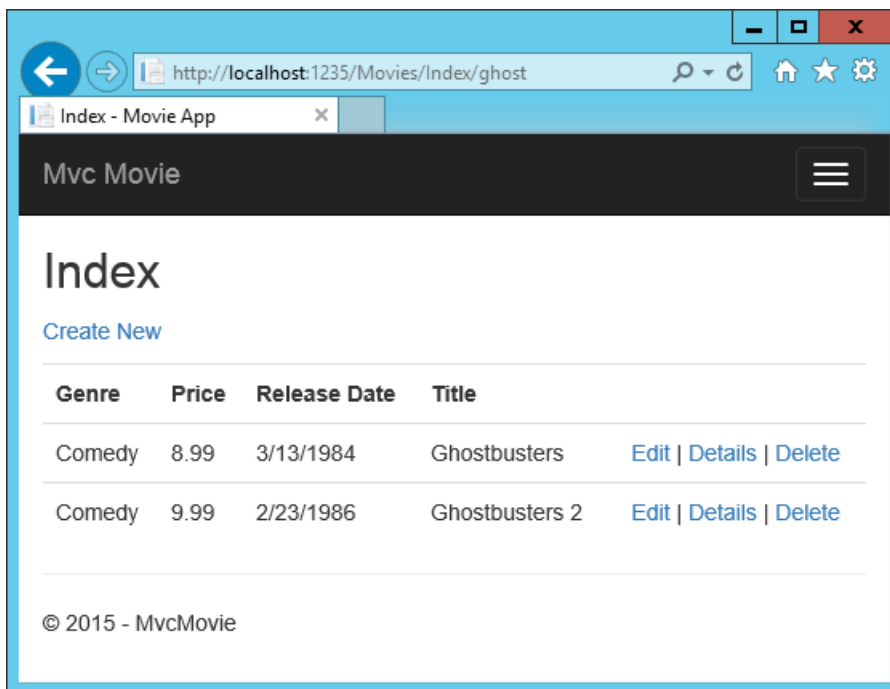 http://localhost:1235/Movies/Index/ghost
Index - Movie App
Mvc Movie
Index
Create New
Genre Price Release Date Title
Comedy 8.99 3/13/1984 Ghostbusters Edit | Details | Delete
Comedy 9.99 2/23/1986 Ghostbusters 2 Edit | Details | Delete
© 2015 - MvcMovie